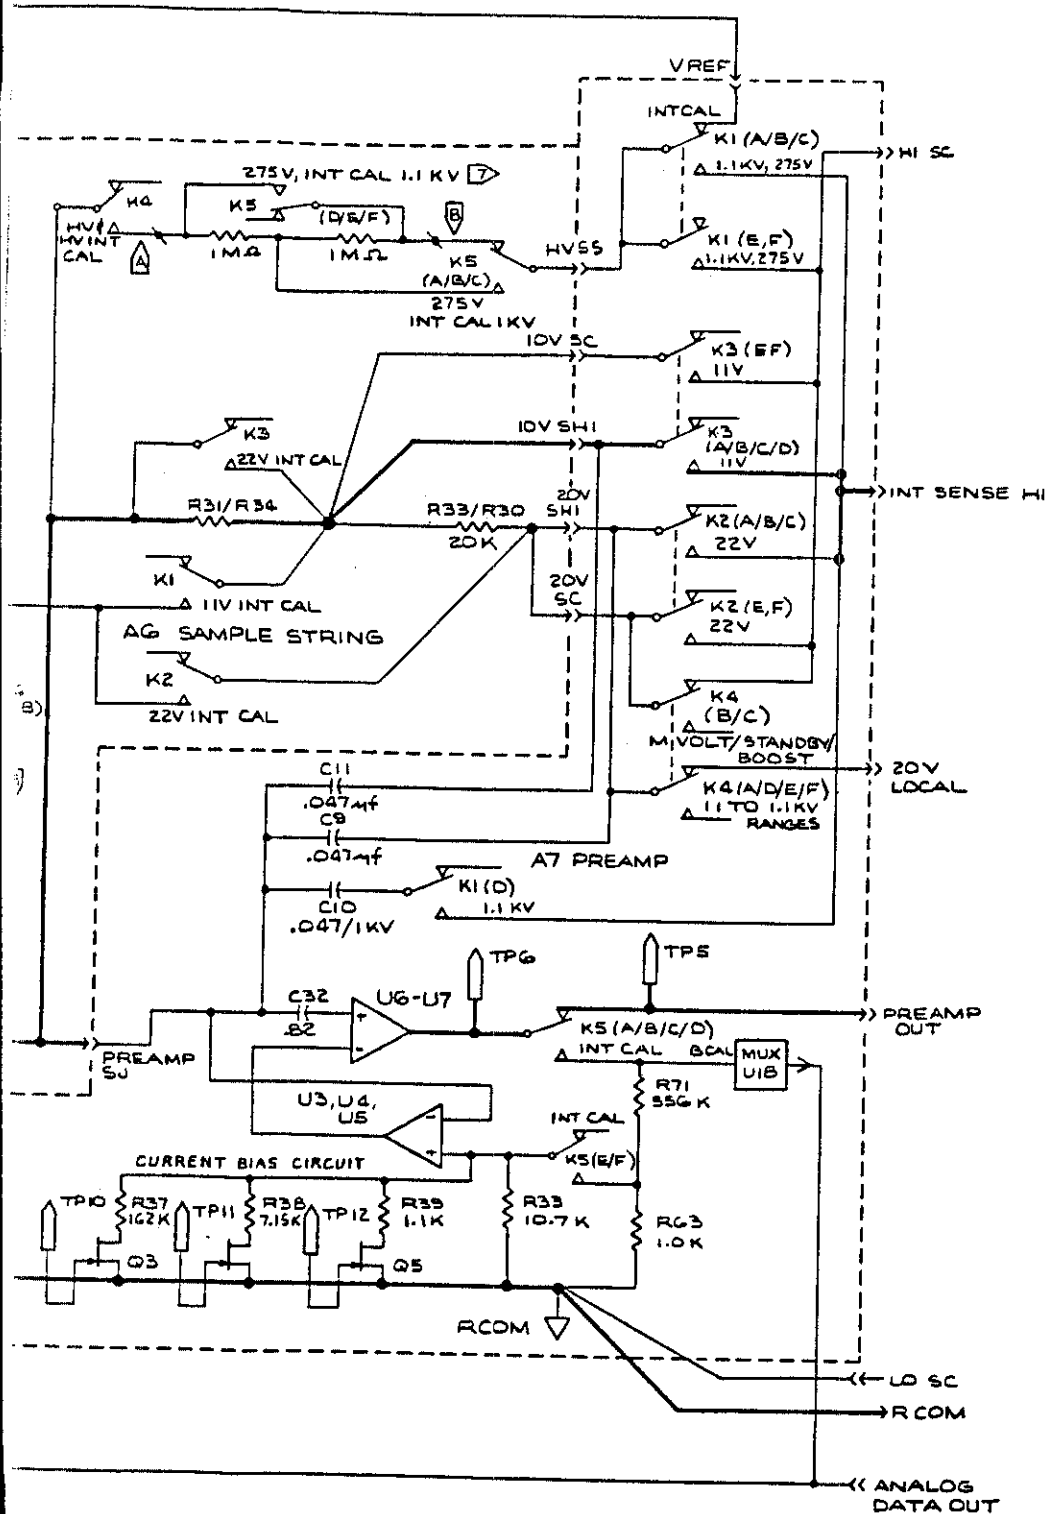 VREF
INTCAL
K1 (A/B/C)
1.1KV, 275V
HI SC
275V, INT CAL 1.1 KV 7
K4
K5
(D/E/F)
B
HV &
HV INT
CAL
A
1MΩ
1MΩ
K5
(A/B/C)
275V
INT CAL 1KV
HVSS
K1 (E,F)
1.1KV, 275V
10V SC
K3 (EF)
11V
K3
22V INT CAL
10V SHI
K3
(A/B/C/D)
11V
INT SENSE HI
R31/R34
R33/R30
20K
20V
SHI
K2 (A/B/C)
22V
K1
11V INT CAL
20V
SC
K2 (E,F)
22V
A6 SAMPLE STRING
K2
22V INT CAL
B)
)
K4
(B/C)
M.VOLT/STANDBY/
BOOST
20V
LOCAL
K4 (A/D/E/F)
11 TO 1.1KV
RANGES
C11
.047mf
C9
.047mf
A7 PREAMP
C10
.047/1KV
K1 (D)
1.1 KV
TP6
TP5
C32
.82
U6-U7
K5 (A/B/C/D)
INT CAL
BCAL
MUX
U18
PREAMP
OUT
PREAMP
SJ
U3, U4,
U5
R71
556K
INT CAL
K5(E/F)
CURRENT BIAS CIRCUIT
TP10
R37
162K
TP11
R38
7.15K
TP12
R39
1.1K
R33
10.7K
R63
1.0K
Q3
Q5
RCOM
LO SC
R COM
ANALOG
DATA OUT